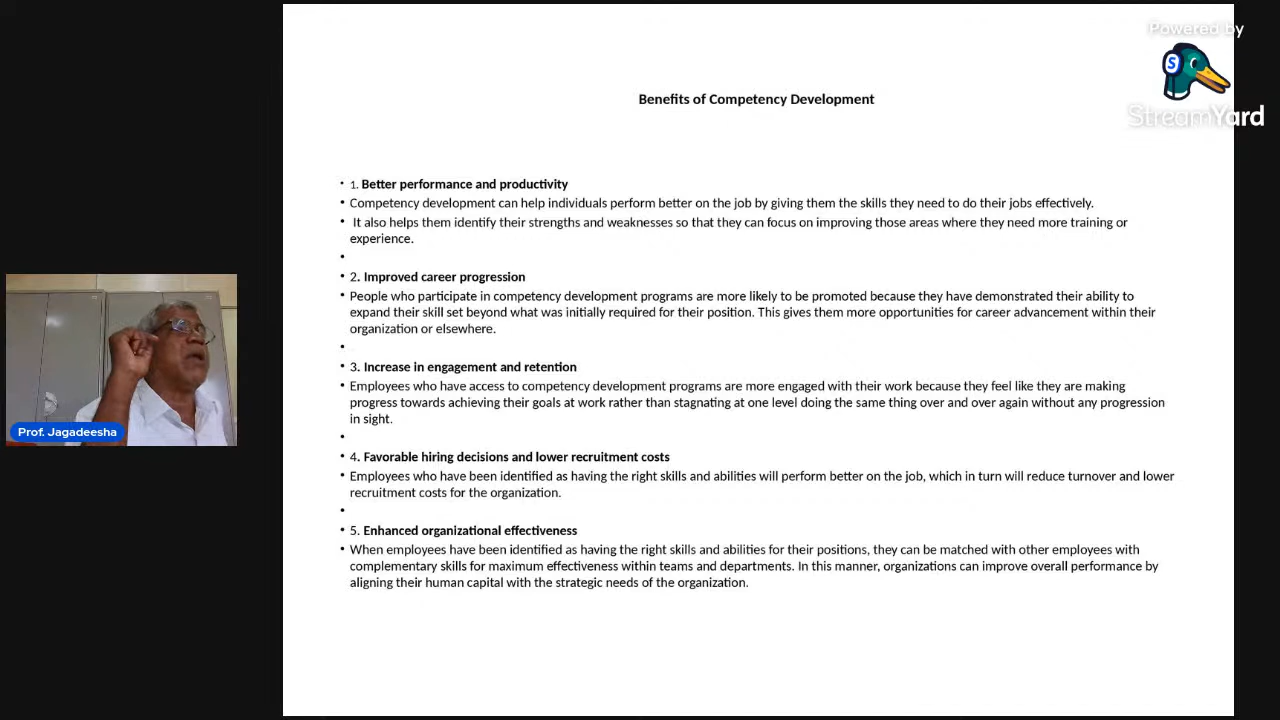 Powered by
S
StreamYard
Benefits of Competency Development
• 1. Better performance and productivity
• Competency development can help individuals perform better on the job by giving them the skills they need to do their jobs effectively.
• It also helps them identify their strengths and weaknesses so that they can focus on improving those areas where they need more training or
experience.
•
• 2. Improved career progression
• People who participate in competency development programs are more likely to be promoted because they have demonstrated their ability to
expand their skill set beyond what was initially required for their position. This gives them more opportunities for career advancement within their
organization or elsewhere.
•
• 3. Increase in engagement and retention
• Employees who have access to competency development programs are more engaged with their work because they feel like they are making
progress towards achieving their goals at work rather than stagnating at one level doing the same thing over and over again without any progression
in sight.
•
• 4. Favorable hiring decisions and lower recruitment costs
• Employees who have been identified as having the right skills and abilities will perform better on the job, which in turn will reduce turnover and lower
recruitment costs for the organization.
•
• 5. Enhanced organizational effectiveness
• When employees have been identified as having the right skills and abilities for their positions, they can be matched with other employees with
complementary skills for maximum effectiveness within teams and departments. In this manner, organizations can improve overall performance by
aligning their human capital with the strategic needs of the organization.
Prof. Jagadeesha